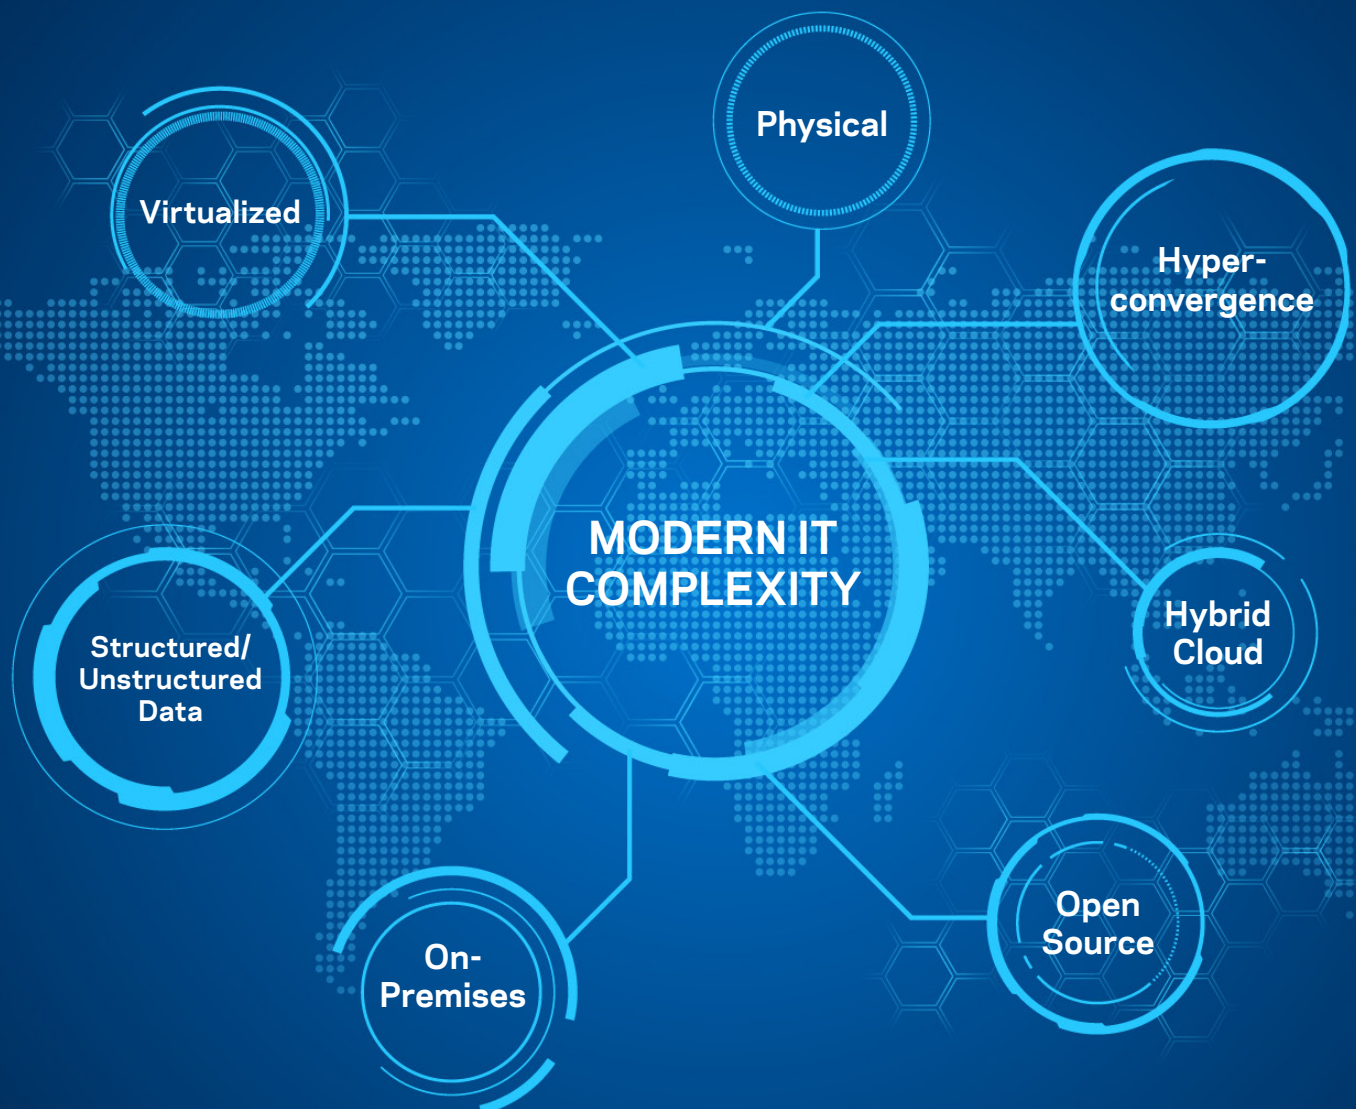 Physical
Virtualized
Hyper-
convergence
MODERN IT
COMPLEXITY
Hybrid
Cloud
Structured/
Unstructured
Data
Open
Source
On-
Premises